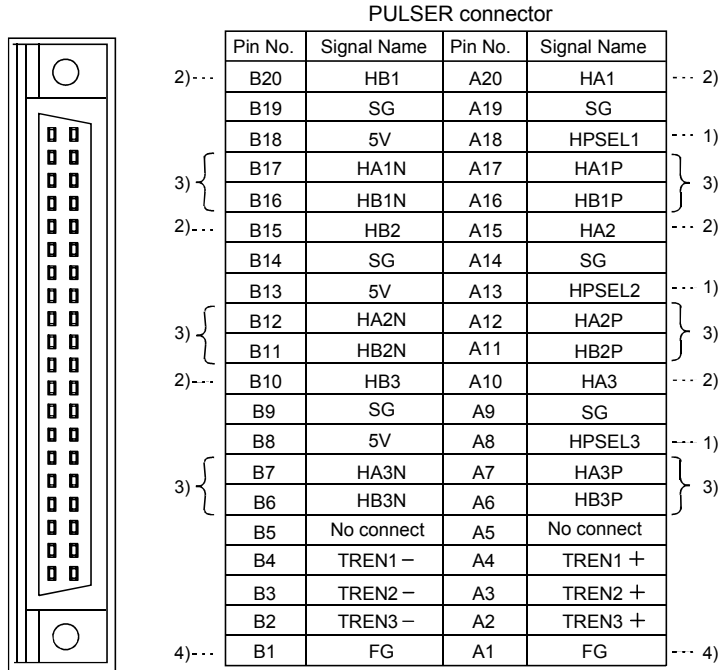 PULSER connector
Pin No. Signal Name Pin No. Signal Name
2) B20 HB1 A20 HA1 2)
B19 SG A19 SG
B18 5V A18 HPSEL1 1)
3) B17 HA1N A17 HA1P 3)
B16 HB1N A16 HB1P
2) B15 HB2 A15 HA2 2)
B14 SG A14 SG
B13 5V A13 HPSEL2 1)
3) B12 HA2N A12 HA2P 3)
B11 HB2N A11 HB2P
2) B10 HB3 A10 HA3 2)
B9 SG A9 SG
B8 5V A8 HPSEL3 1)
3) B7 HA3N A7 HA3P 3)
B6 HB3N A6 HB3P
B5 No connect A5 No connect
B4 TREN1－ A4 TREN1＋
B3 TREN2－ A3 TREN2＋
B2 TREN3－ A2 TREN3＋
4) B1 FG A1 FG 4)